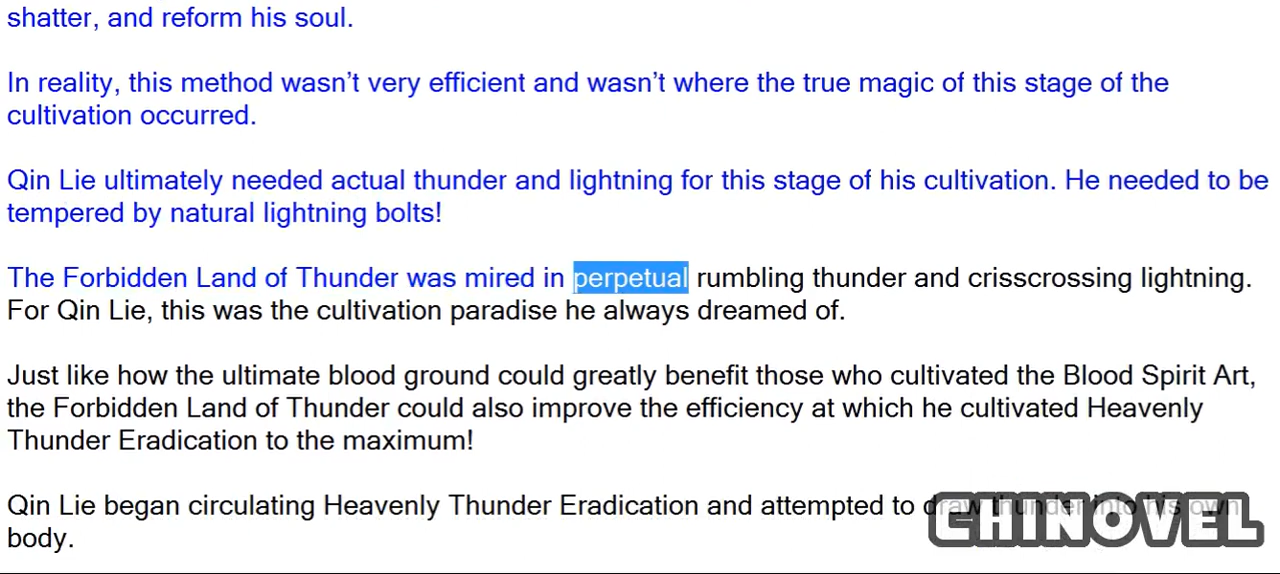 shatter, and reform his soul.
In reality, this method wasn’t very efficient and wasn’t where the true magic of this stage of the
cultivation occurred.
Qin Lie ultimately needed actual thunder and lightning for this stage of his cultivation. He needed to be
tempered by natural lightning bolts!
The Forbidden Land of Thunder was mired in perpetual rumbling thunder and crisscrossing lightning.
For Qin Lie, this was the cultivation paradise he always dreamed of.
Just like how the ultimate blood ground could greatly benefit those who cultivated the Blood Spirit Art,
the Forbidden Land of Thunder could also improve the efficiency at which he cultivated Heavenly
Thunder Eradication to the maximum!
Qin Lie began circulating Heavenly Thunder Eradication and attempted to draw thunder into his own
body.
CHINOVEL